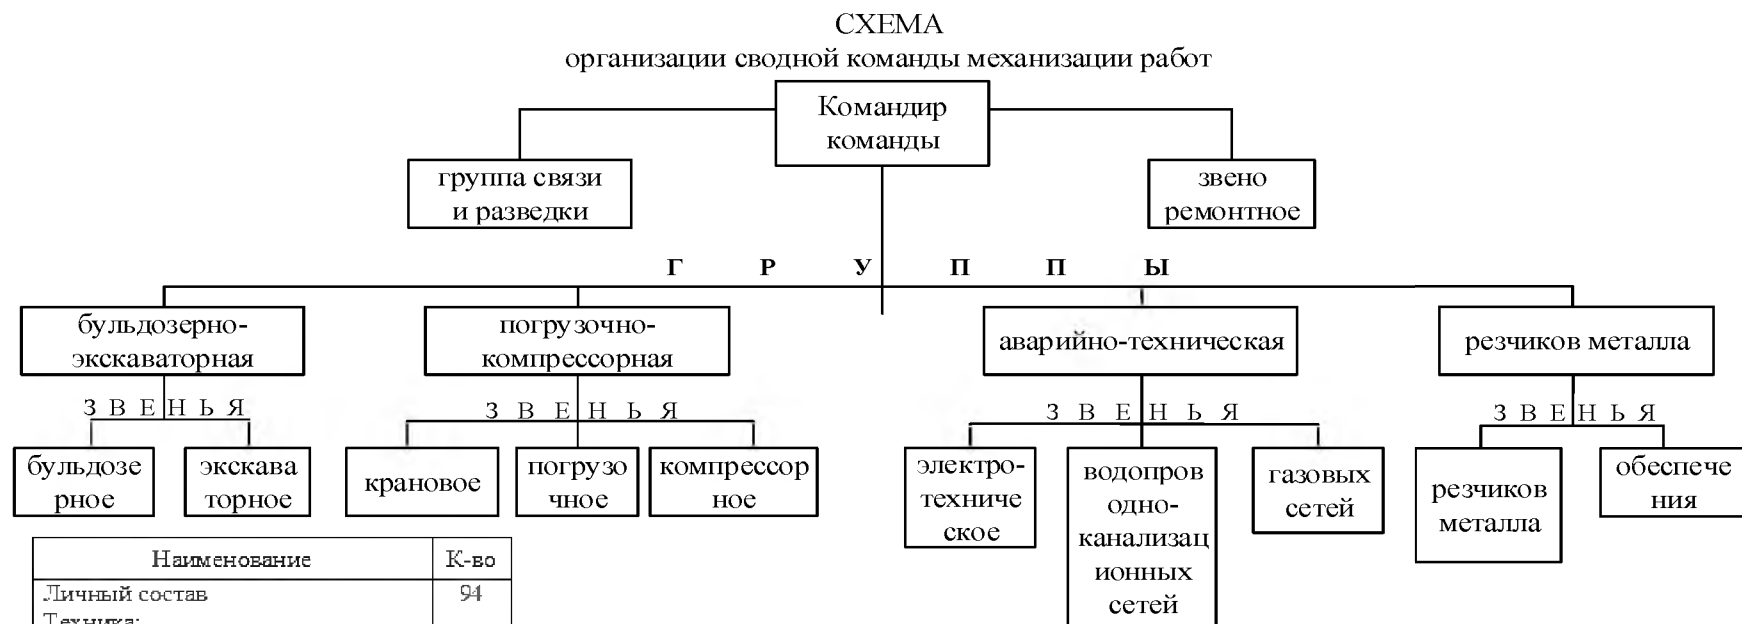 СХЕМА
организации сводной команды механизации работ
Командир
команды
группа связи
и разведки
звено
ремонтное
Г Р У П П Ы
бульдозерно-
экскаваторная
погрузочно-
компрессорная
аварийно-техническая
резчиков металла
З В Е Н Ь Я
З В Е Н Ь Я
З В Е Н Ь Я
З В Е Н Ь Я
бульдозе
рное
экскава
торное
крановое
погрузо
чное
компрессор
ное
электро-
техниче
ское
водопров
одно-
канализац
ионных
сетей
газовых
сетей
резчиков
металла
обеспече
ния
Наименование К-во
Личный состав 94
Техника: